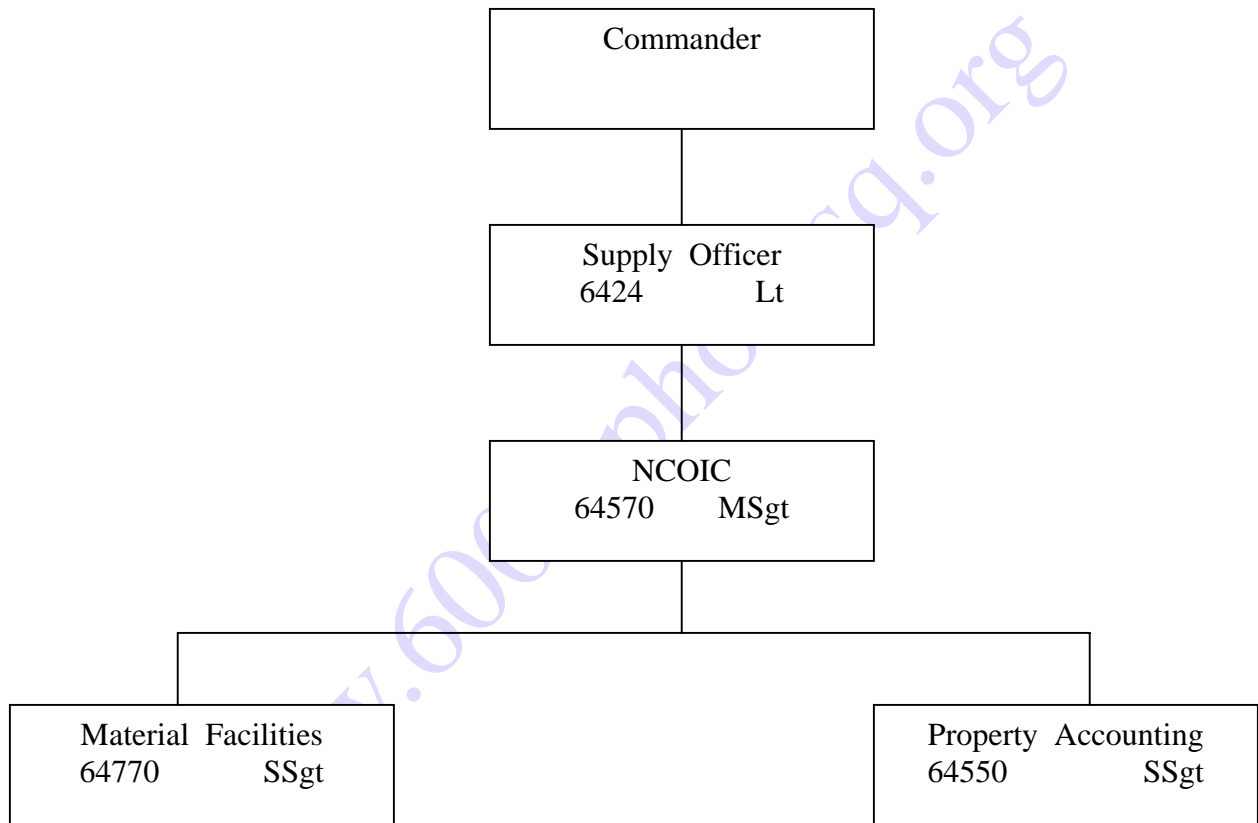 Commander
Supply Officer
6424 Lt
NCOIC
64570 MSgt
Material Facilities
64770 SSgt
Property Accounting
64550 SSgt